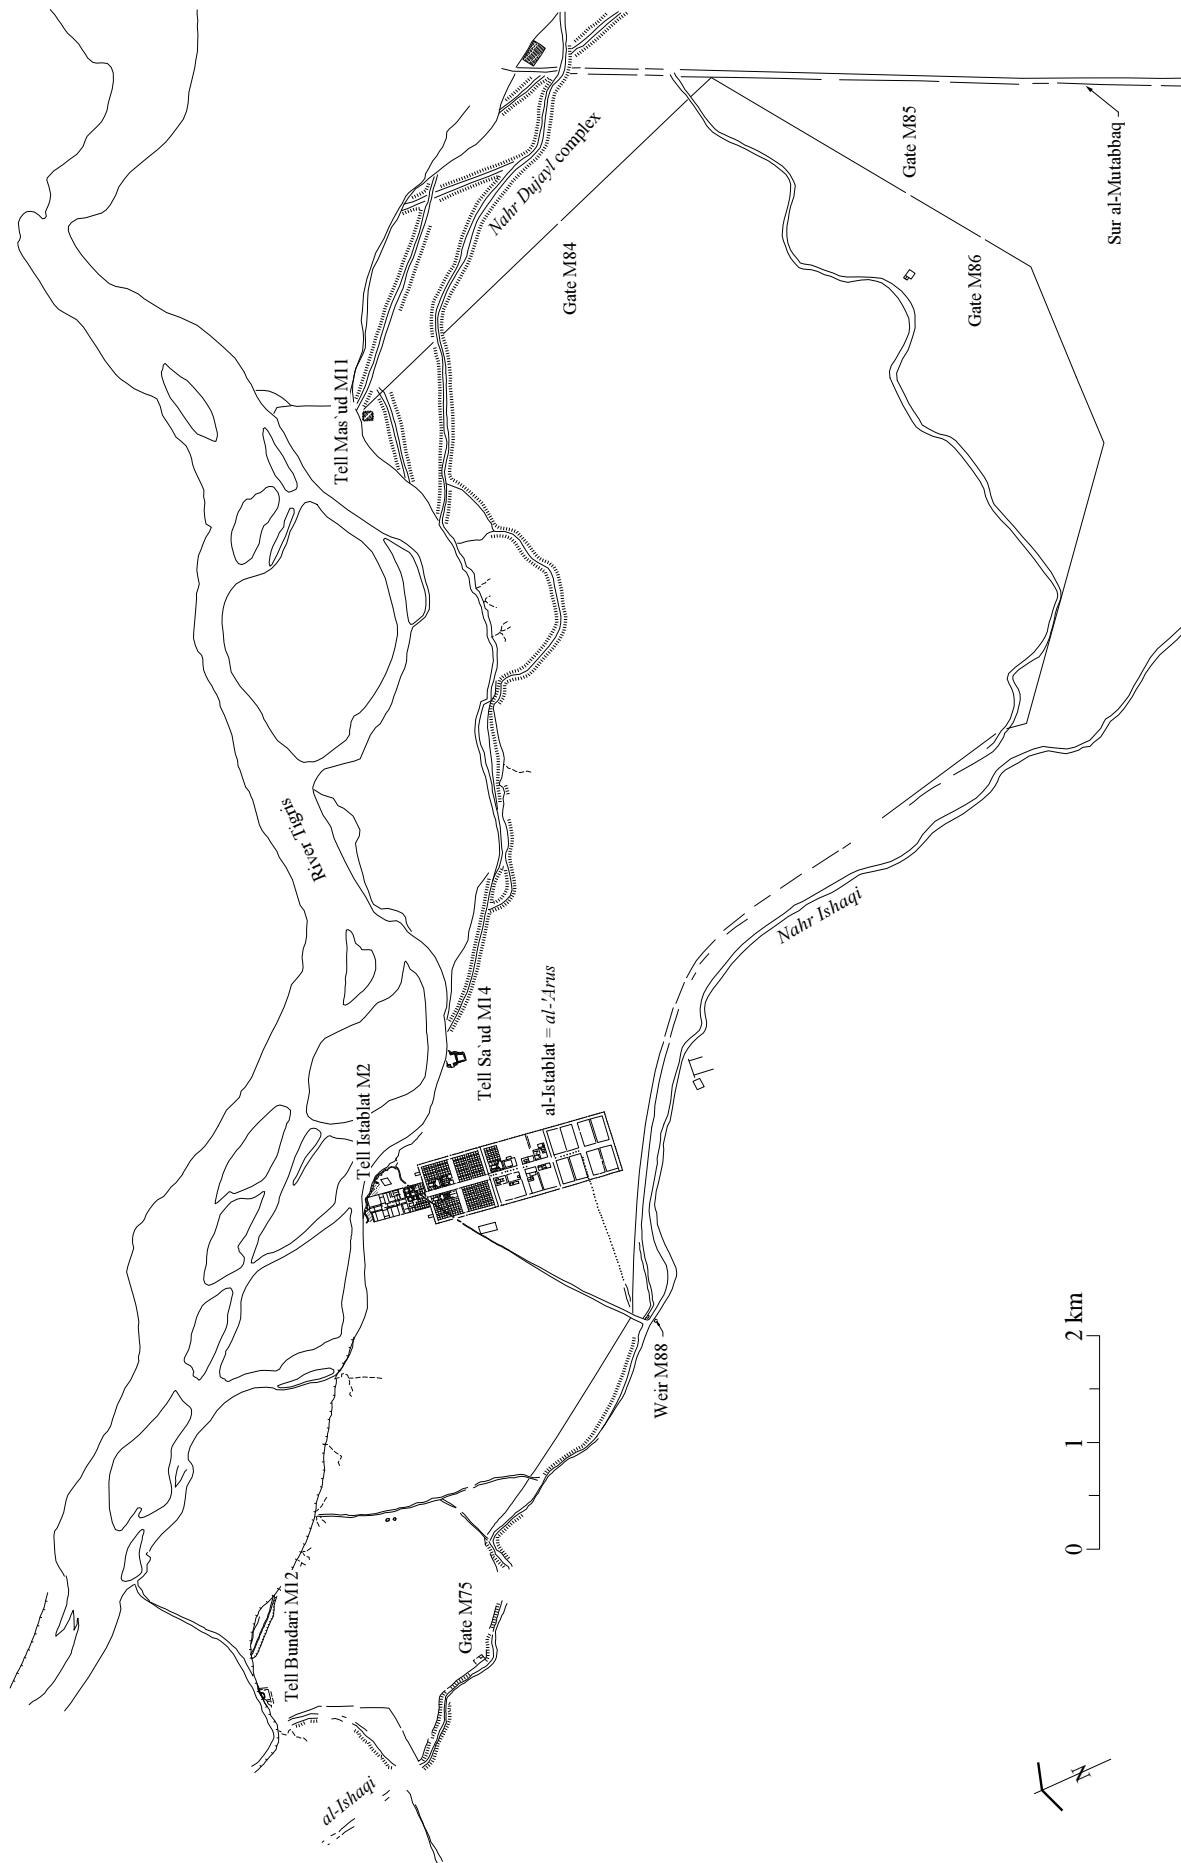 River Tigris
Nahr Dujayl complex
Sur al-Mutabbaq
Gate M85
Gate M86
Gate M84
Tell Mas`ud M11
Nahr Ishaqi
al-Istablat = al-'Arus
Tell Sa`ud M14
Tell Istablat M2
Weir M88
Gate M75
Tell Bundari M12
al-Ishaqi
0 1 2 km
N